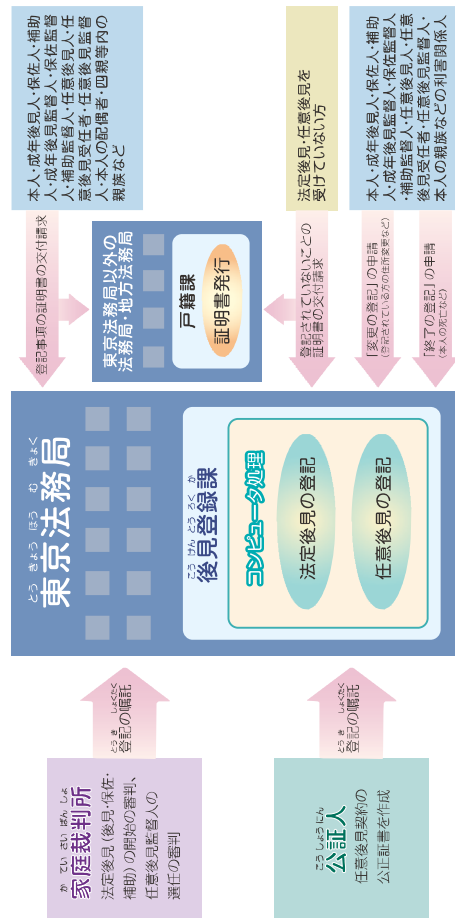 か てい さい ばん しょ
家庭裁判所
法定後見(後見・保佐・
補助)の開始の審判、
任意後見監督人の
選任の審判
とう き　しょくたく
登記の嘱託
こう しょう にん
公証人
任意後見契約の
公正証書を作成
とう き　しょくたく
登記の嘱託
とう きょう ほう む きょく
東京法務局
こう けん とう ろく か
後見登録課
コンピュータ処理
法定後見の登記
任意後見の登記
本人・成年後見人・保佐人・補助
人・成年後見監督人・保佐監督
人・補助監督人・任意後見人・任
意後見受任者・任意後見監督
人・本人の配偶者・四親等内の
親族など
登記事項の証明書の交付請求
東京法務局以外の
法務局・地方法務局
戸籍課
証明書発行
法定後見・任意後見を
受けていない方
登記されていないことの
証明書の交付請求
本人・成年後見人・保佐人・補助
人・成年後見監督人・保佐監督人
・補助監督人・任意後見人・任意
後見受任者・任意後見監督人・
本人の親族などの利害関係人
「変更の登記」の申請
(登記されている方の住所変更など)
「終了の登記」の申請
(本人の死亡など)